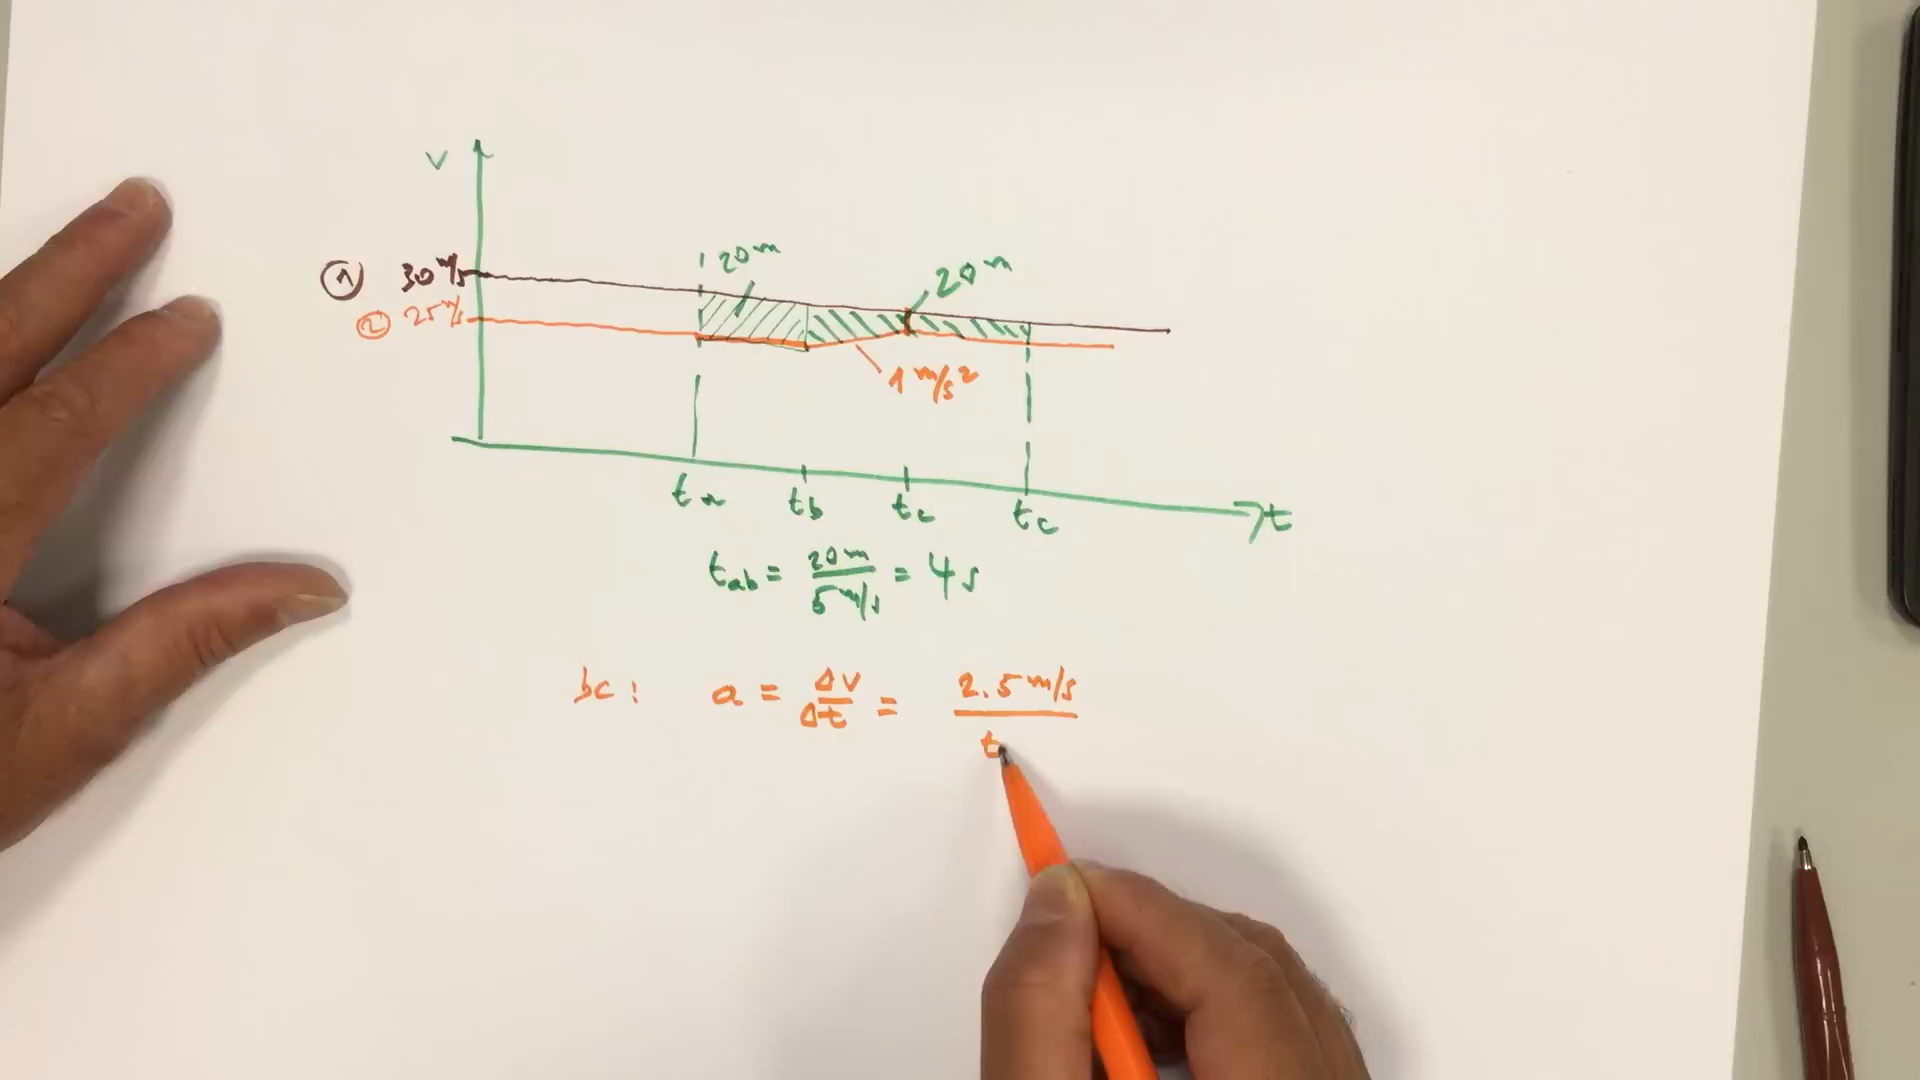 v
20 m
20 m
① 30 m/s
② 25 m/s
1 m/s²
ta tb tc tc t
tab = 20m / 5 m/s = 4 s
bc : a = Δv / Δt = 2.5 m/s / t